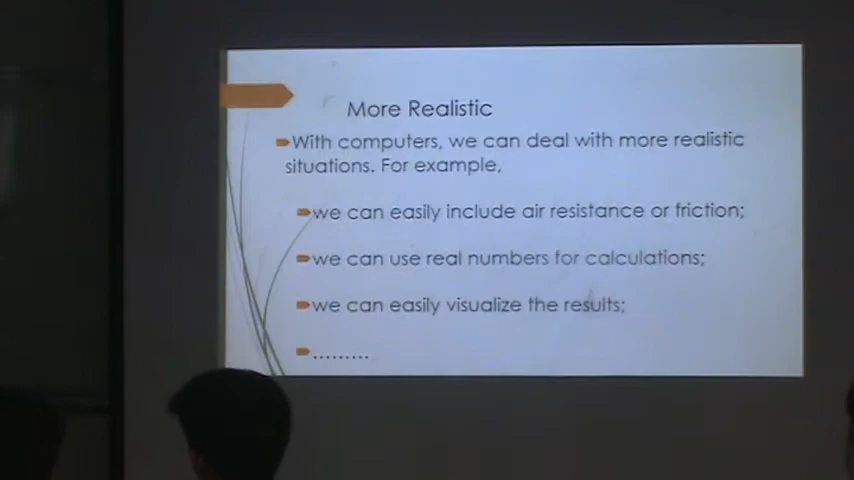 More Realistic
With computers, we can deal with more realistic
situations. For example,
we can easily include air resistance or friction;
we can use real numbers for calculations;
we can easily visualize the results;
.........